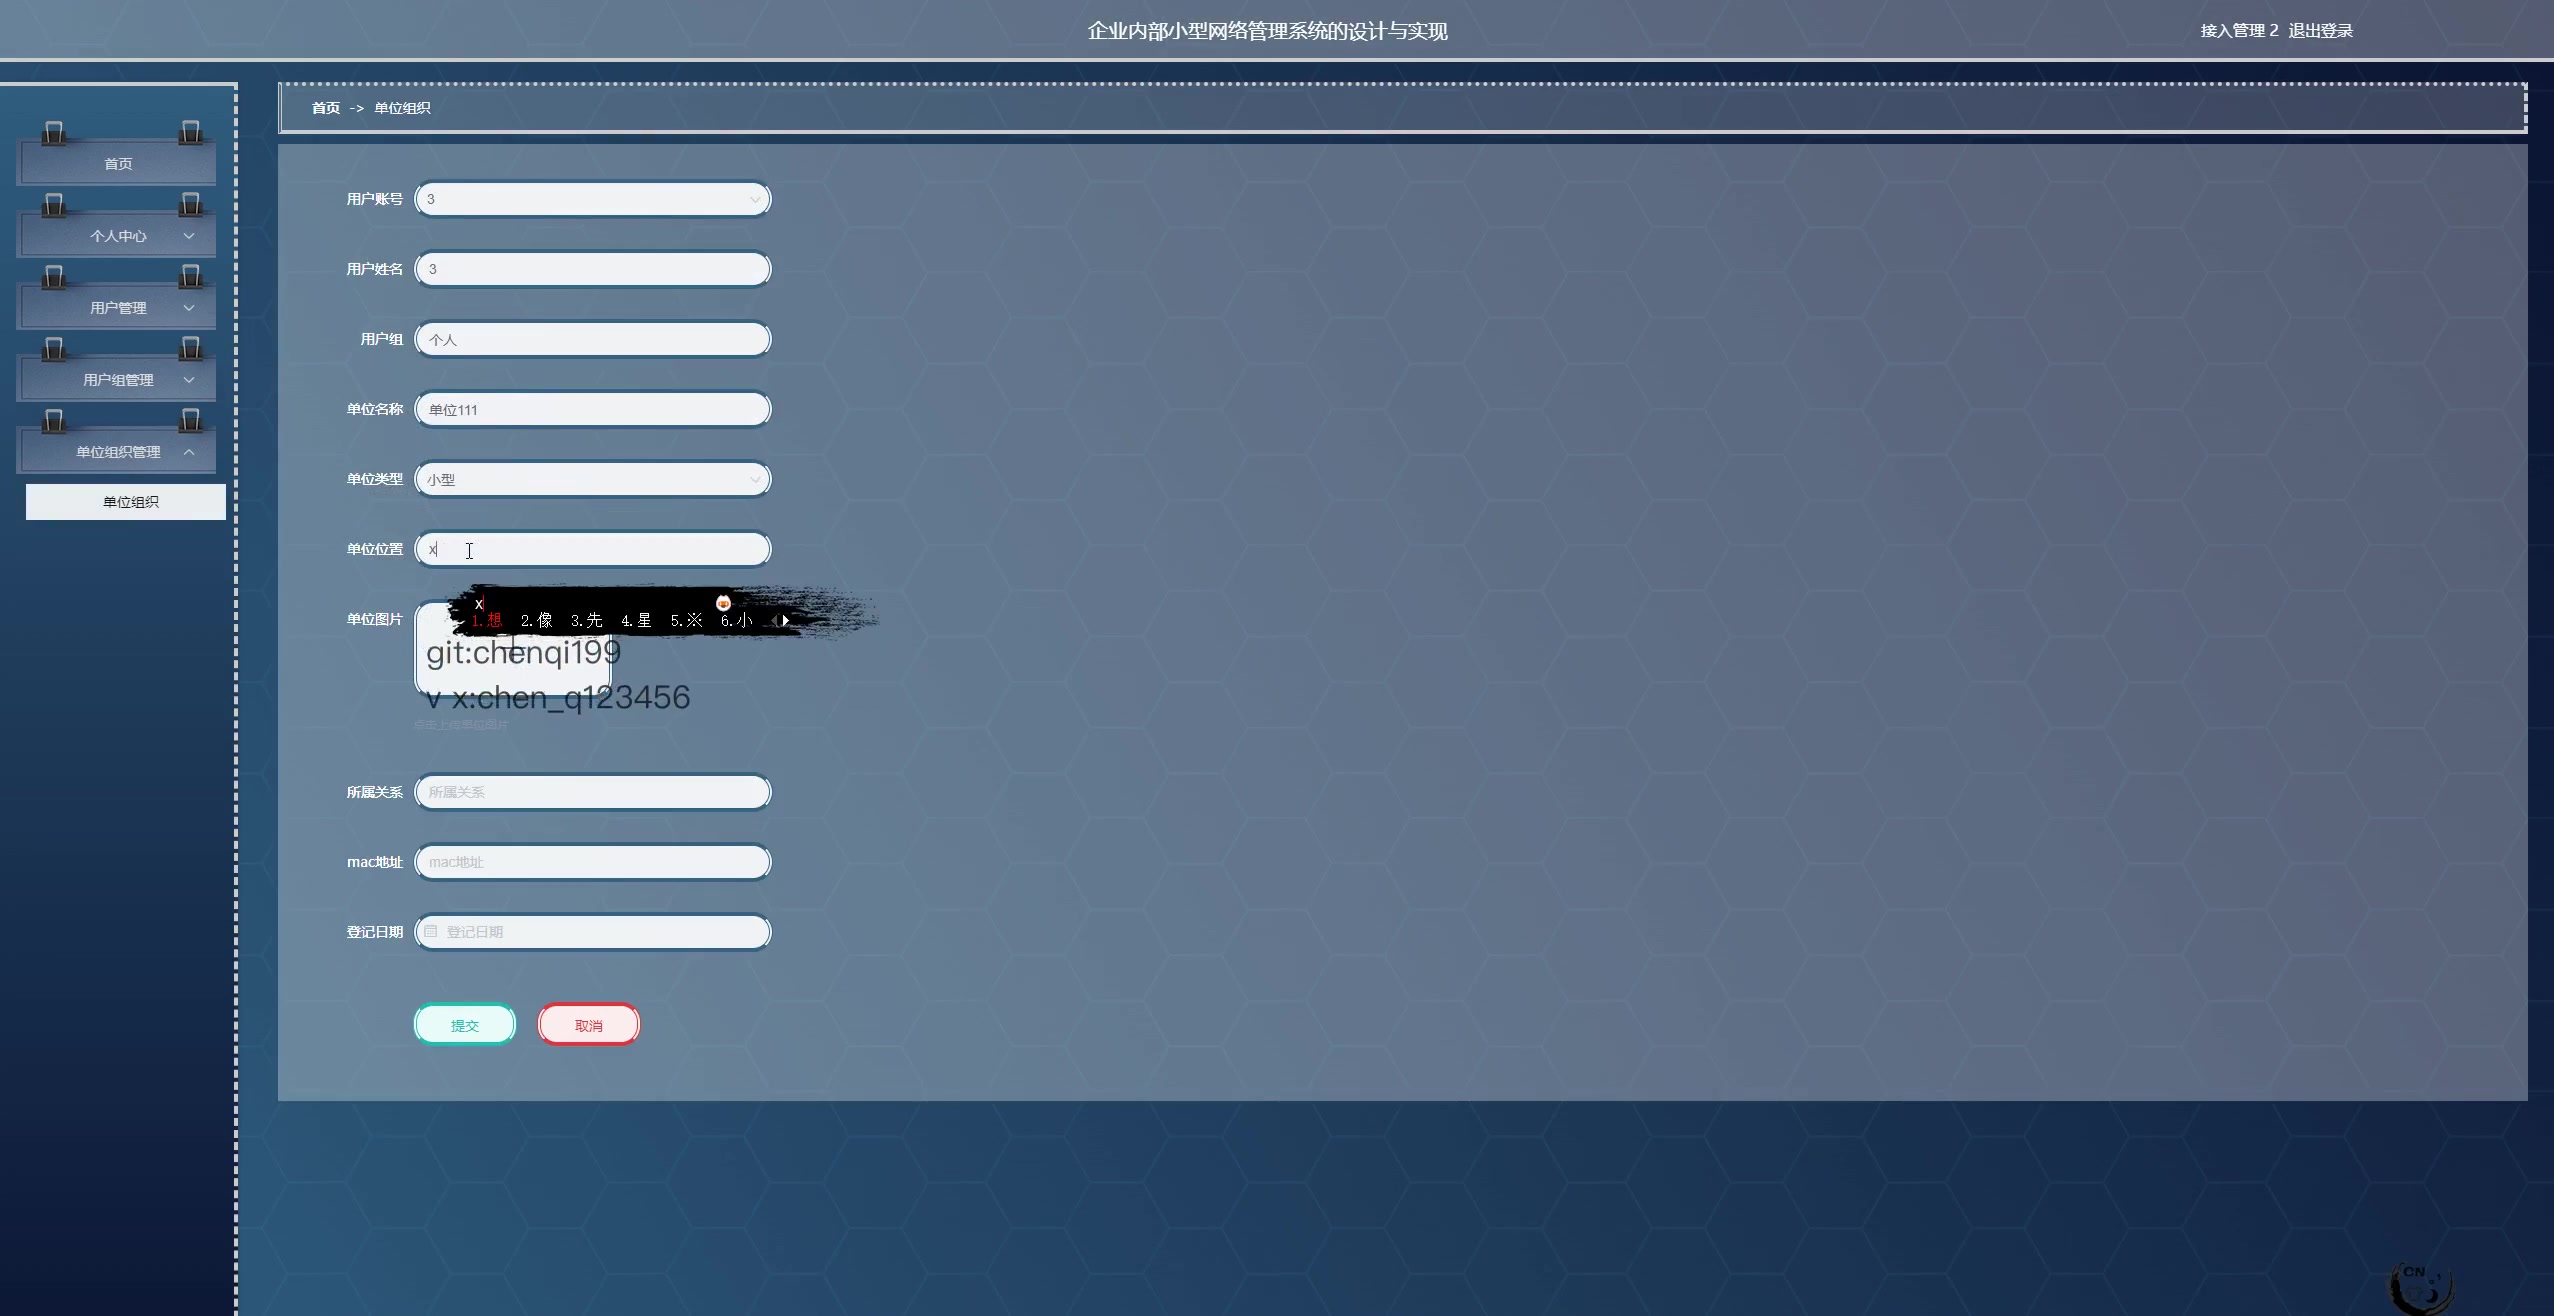 企业内部小型网络管理系统的设计与实现
接入管理 2 退出登录
首页 -> 单位组织
首页
个人中心
用户管理
用户组管理
单位组织管理
单位组织
用户账号 3
用户姓名 3
用户组 个人
单位名称 单位111
单位类型 小型
单位位置 x
x
1.想 2.像 3.先 4.星 5.※ 6.小
单位图片
git:chenqi199
v x:chen_q123456
点击上传单位图片
所属关系 所属关系
mac地址 mac地址
登记日期 登记日期
提交 取消
CN